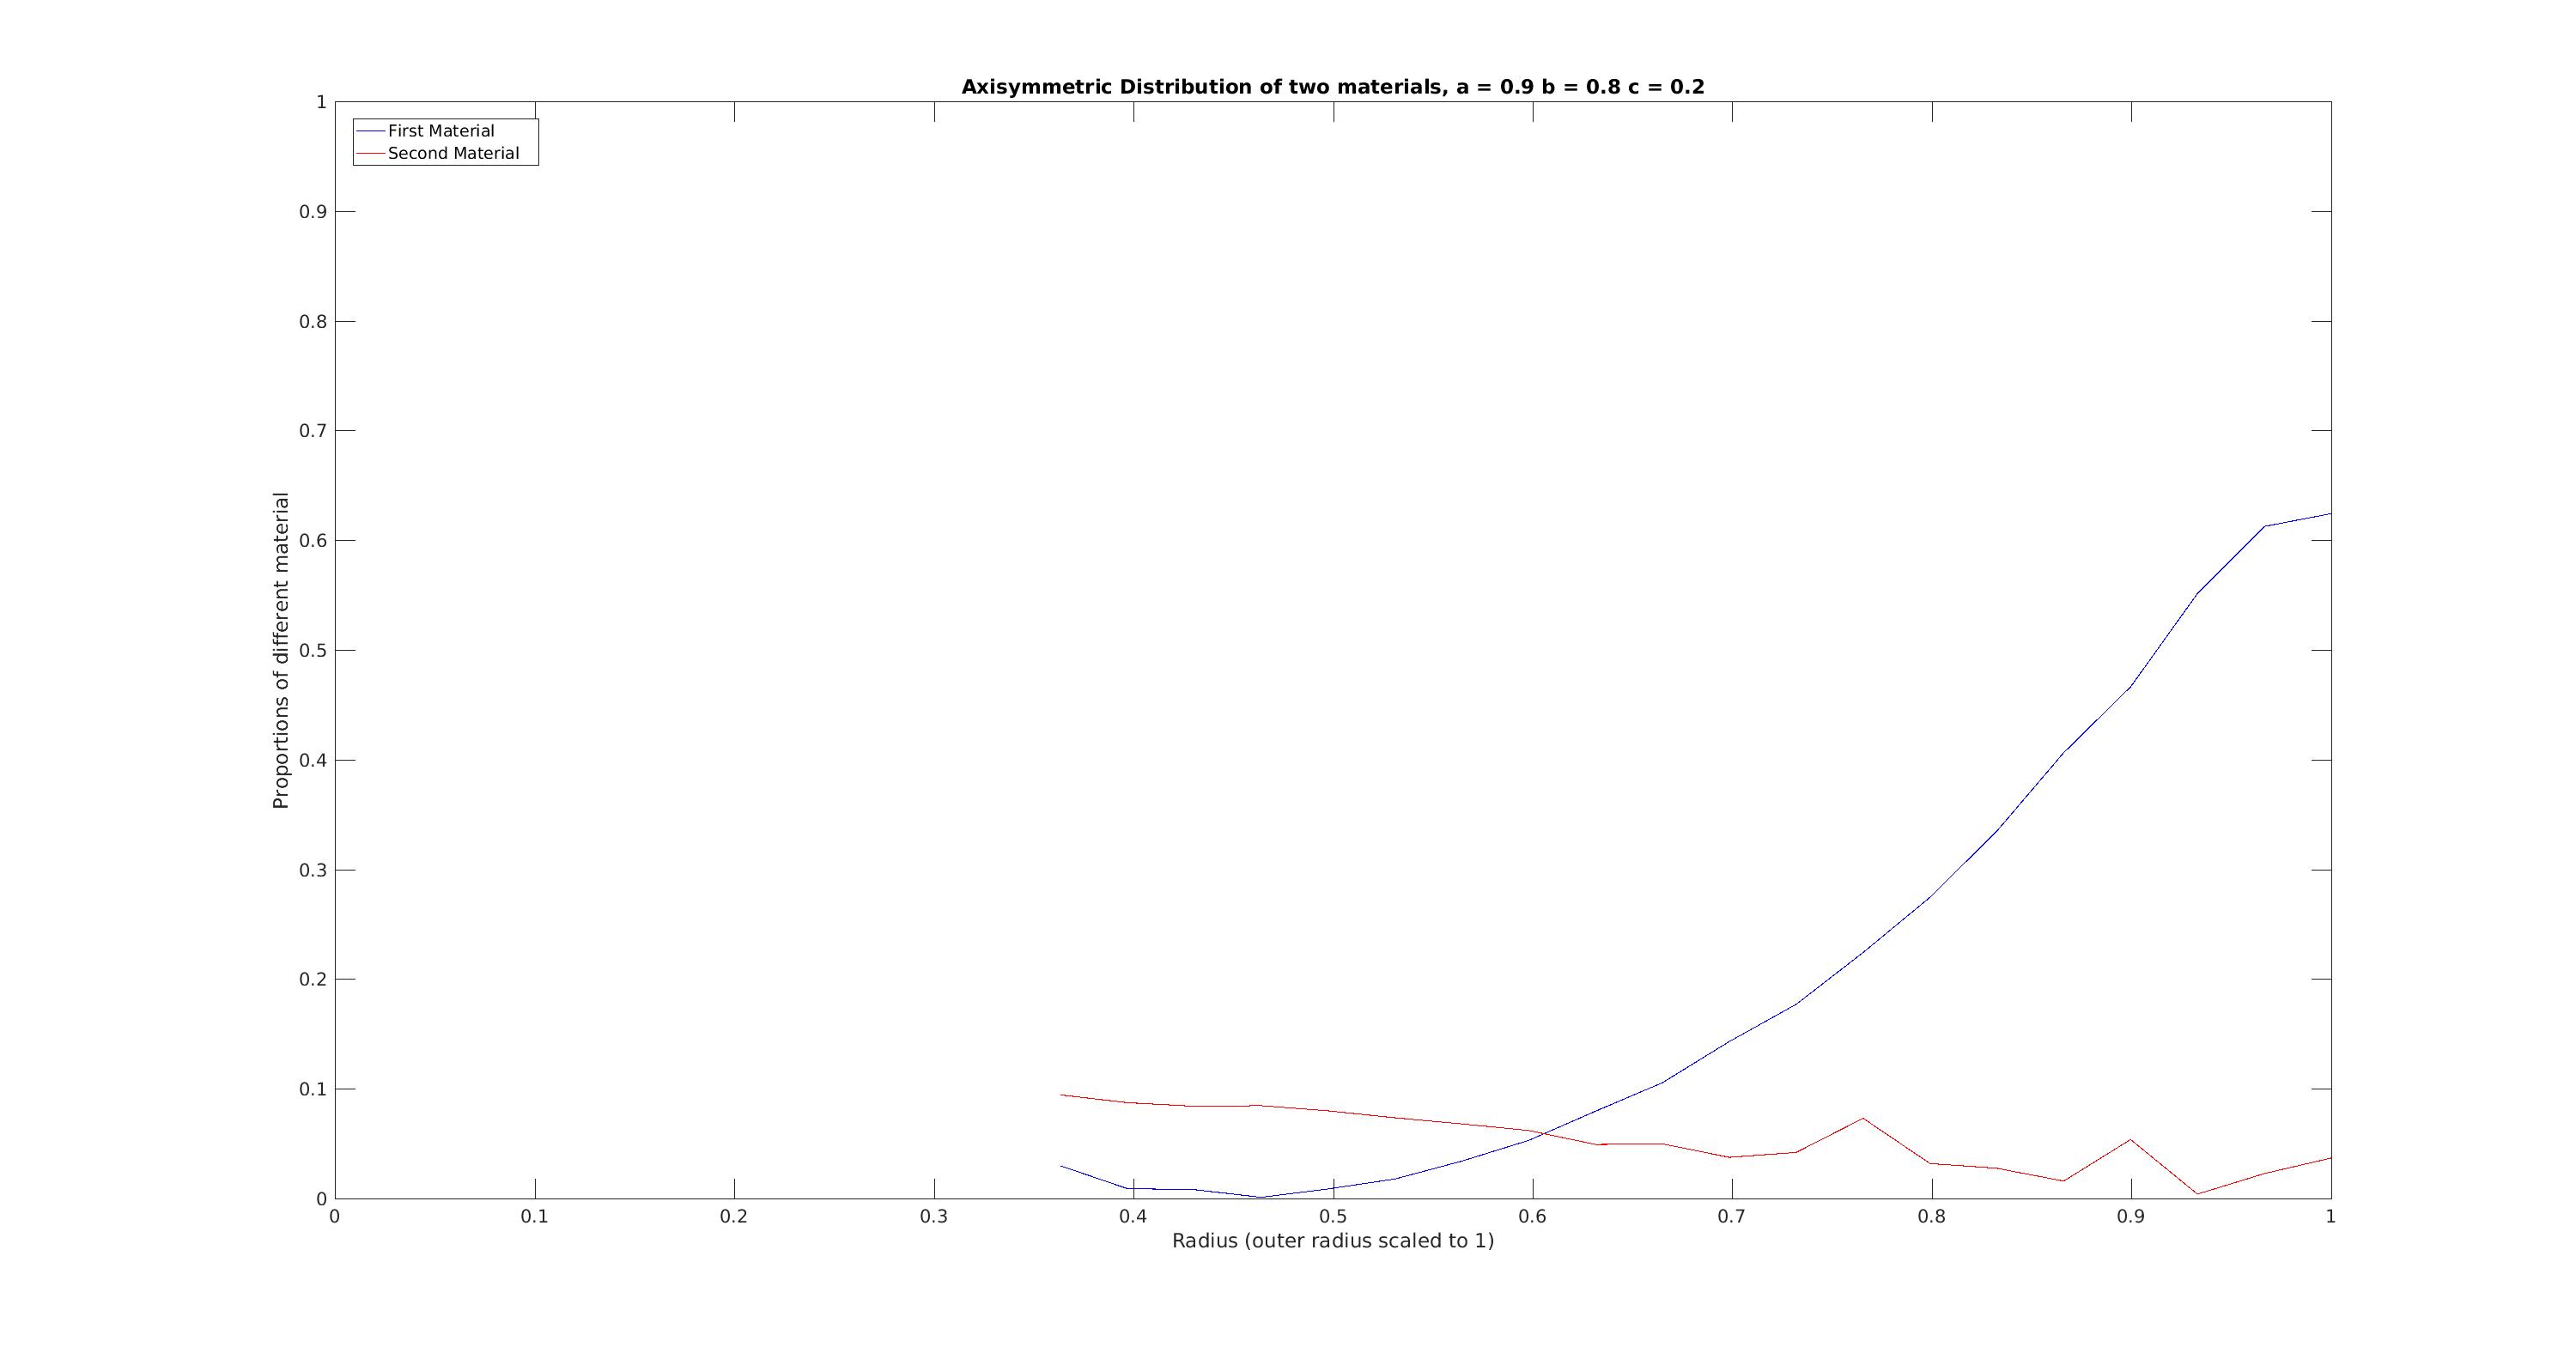 Axisymmetric Distribution of two materials, a = 0.9 b = 0.8 c = 0.2
First Material
Second Material
Proportions of different material
1
0.9
0.8
0.7
0.6
0.5
0.4
0.3
0.2
0.1
0
0 0.1 0.2 0.3 0.4 0.5 0.6 0.7 0.8 0.9 1
Radius (outer radius scaled to 1)